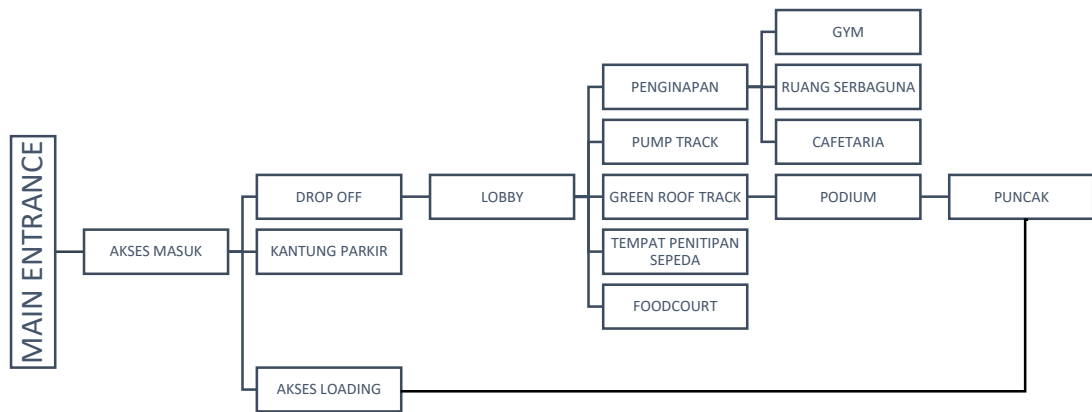 MAIN ENTRANCE
AKSES MASUK
DROP OFF
KANTUNG PARKIR
AKSES LOADING
LOBBY
PENGINAPAN
PUMP TRACK
GREEN ROOF TRACK
TEMPAT PENITIPAN
SEPEDA
FOODCOURT
GYM
RUANG SERBAGUNA
CAFETARIA
PODIUM
PUNCAK